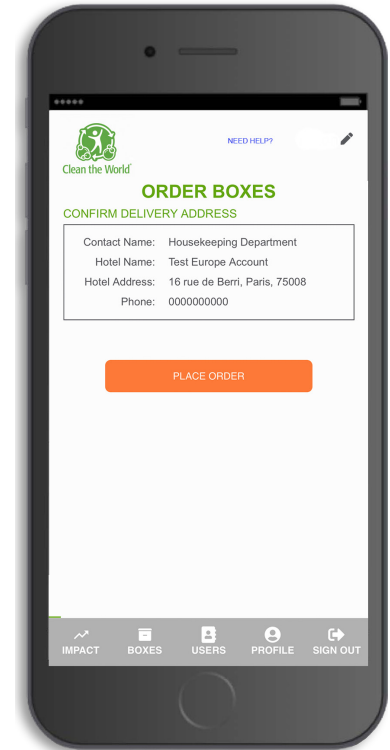 Clean the World
NEED HELP?
ORDER BOXES
CONFIRM DELIVERY ADDRESS
Contact Name: Housekeeping Department
Hotel Name: Test Europe Account
Hotel Address: 16 rue de Berri, Paris, 75008
Phone: 0000000000
PLACE ORDER
IMPACT BOXES USERS PROFILE SIGN OUT